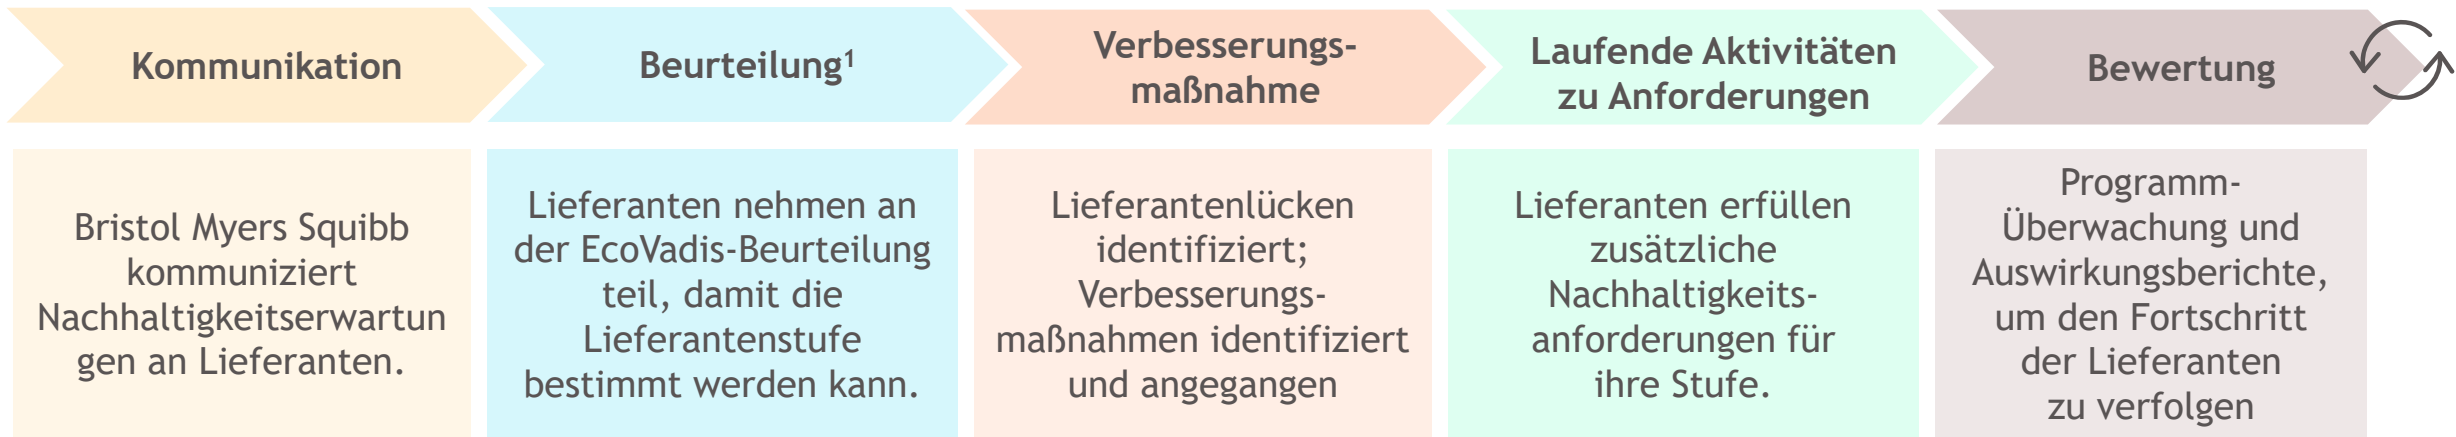 Kommunikation
Beurteilung¹
Verbesserungs-
maßnahme
Laufende Aktivitäten
zu Anforderungen
Bewertung
Bristol Myers Squibb
kommuniziert
Nachhaltigkeitserwartun
gen an Lieferanten.
Lieferanten nehmen an
der EcoVadis-Beurteilung
teil, damit die
Lieferantenstufe
bestimmt werden kann.
Lieferantenlücken
identifiziert;
Verbesserungs-
maßnahmen identifiziert
und angegangen
Lieferanten erfüllen
zusätzliche
Nachhaltigkeits-
anforderungen für
ihre Stufe.
Programm-
Überwachung und
Auswirkungsberichte,
um den Fortschritt
der Lieferanten
zu verfolgen